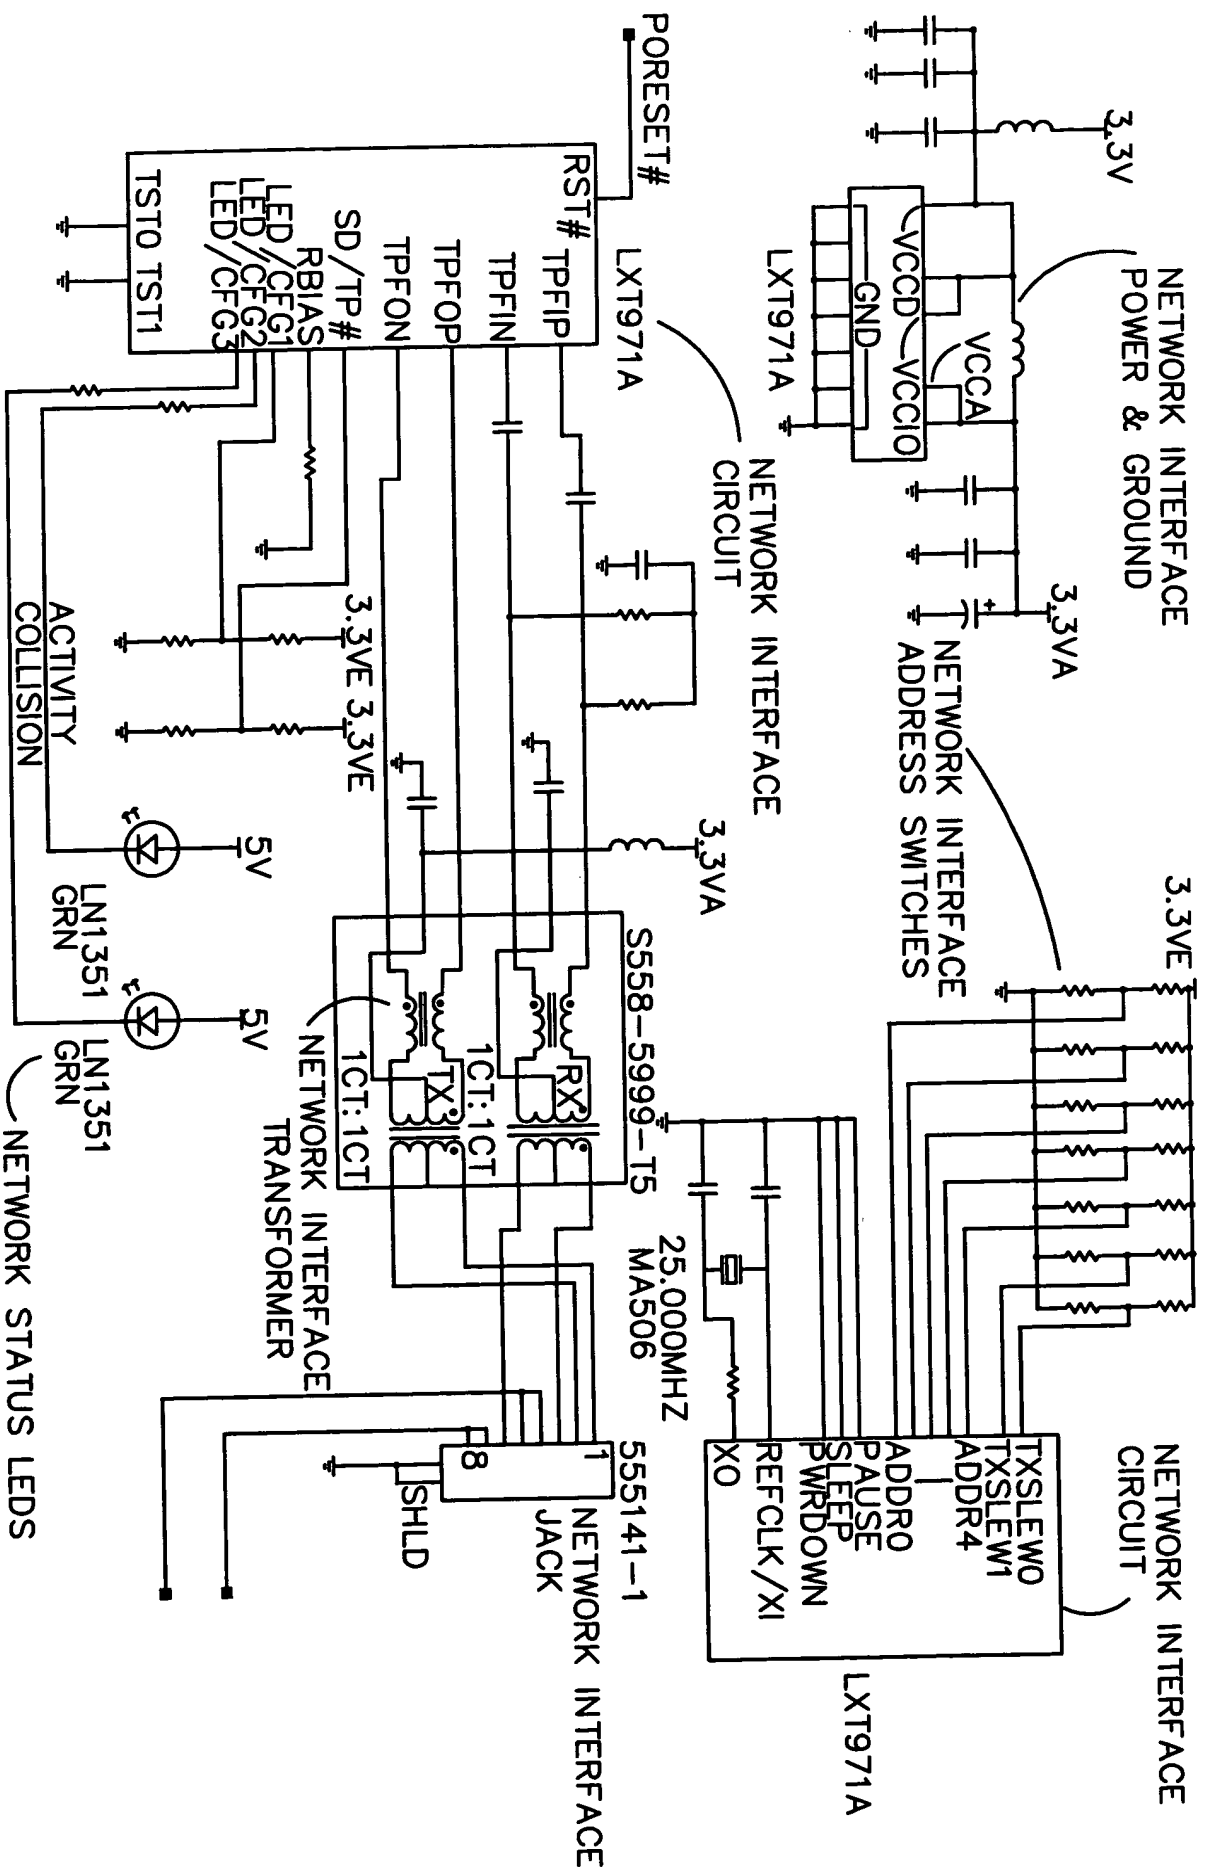 3.3V
NETWORK INTERFACE
POWER & GROUND
VCCD
VCCIO
GND
VCCA
LXT971A
3.3VA
NETWORK INTERFACE
ADDRESS SWITCHES
3.3VE
NETWORK INTERFACE
CIRCUIT
TXSLEW0
TXSLEW1
ADDR4
ADDR0
PAUSE
SLEEP
PWRDOWN
REFCLK/XI
XO
LXT971A
25.000MHZ
MA506
PORESET#
LXT971A
NETWORK INTERFACE
CIRCUIT
RST#
TPFIP
TPFIN
TPFOP
TPFON
SD/TP#
RBIAS
LED/CFG1
LED/CFG2
LED/CFG3
TST0 TST1
3.3VE 3.3VE
3.3VA
S558-5999-T5
RX
1CT:1CT
TX
1CT:1CT
NETWORK INTERFACE
TRANSFORMER
555141-1
1
8
SHLD
NETWORK INTERFACE
JACK
ACTIVITY
COLLISION
5V
LN1351
GRN
5V
LN1351
GRN
NETWORK STATUS LEDS